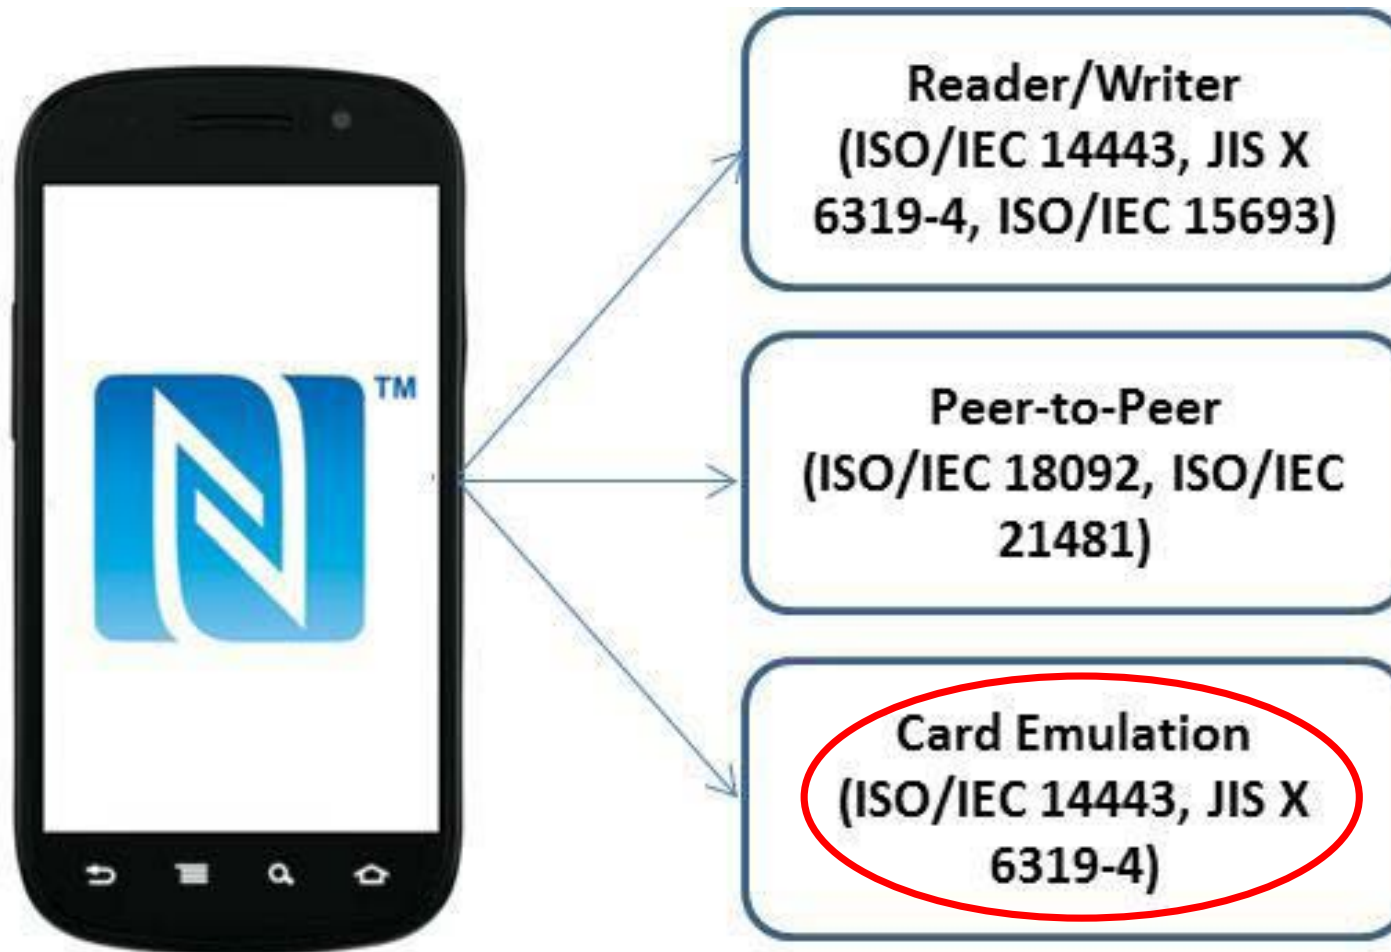 TM
Reader/Writer
(ISO/IEC 14443, JIS X
6319-4, ISO/IEC 15693)
Peer-to-Peer
(ISO/IEC 18092, ISO/IEC
21481)
Card Emulation
(ISO/IEC 14443, JIS X
6319-4)